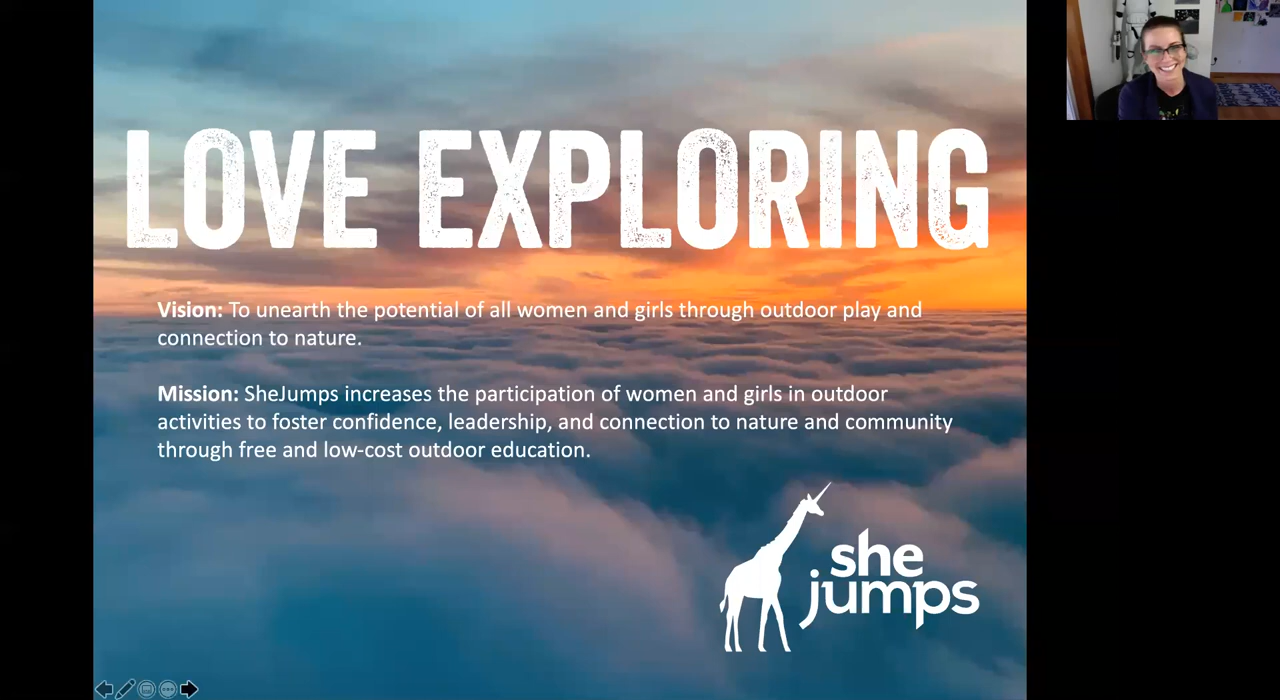 LOVE EXPLORING
Vision: To unearth the potential of all women and girls through outdoor play and
connection to nature.
Mission: SheJumps increases the participation of women and girls in outdoor
activities to foster confidence, leadership, and connection to nature and community
through free and low-cost outdoor education.
she
jumps